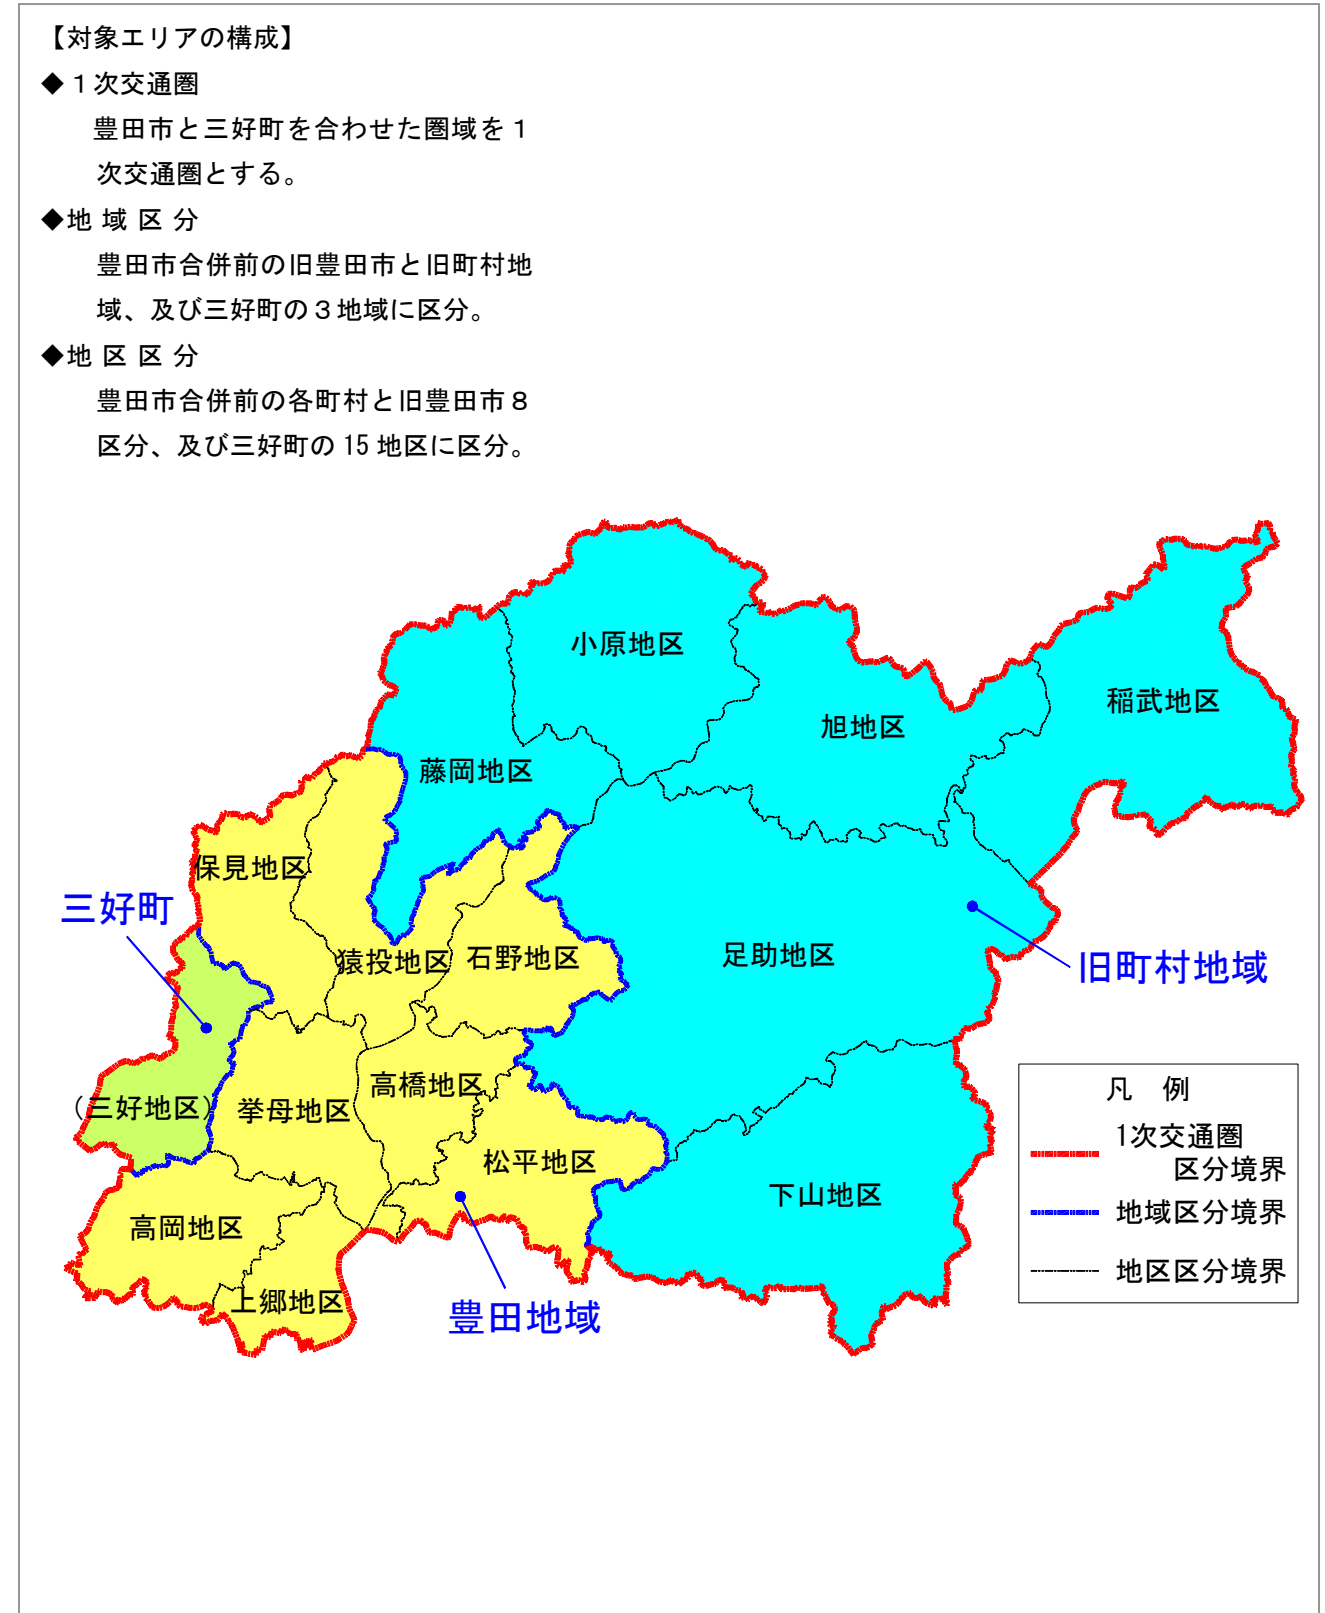 【対象エリアの構成】
◆１次交通圏
豊田市と三好町を合わせた圏域を１
次交通圏とする。
◆地 域 区 分
豊田市合併前の旧豊田市と旧町村地
域、及び三好町の３地域に区分。
◆地 区 区 分
豊田市合併前の各町村と旧豊田市８
区分、及び三好町の 15 地区に区分。
小原地区
稲武地区
旭地区
藤岡地区
保見地区
三好町
猿投地区
石野地区
足助地区
旧町村地域
高橋地区
(三好地区)
挙母地区
松平地区
下山地区
高岡地区
上郷地区
豊田地域
凡 例
1次交通圏
区分境界
地域区分境界
地区区分境界